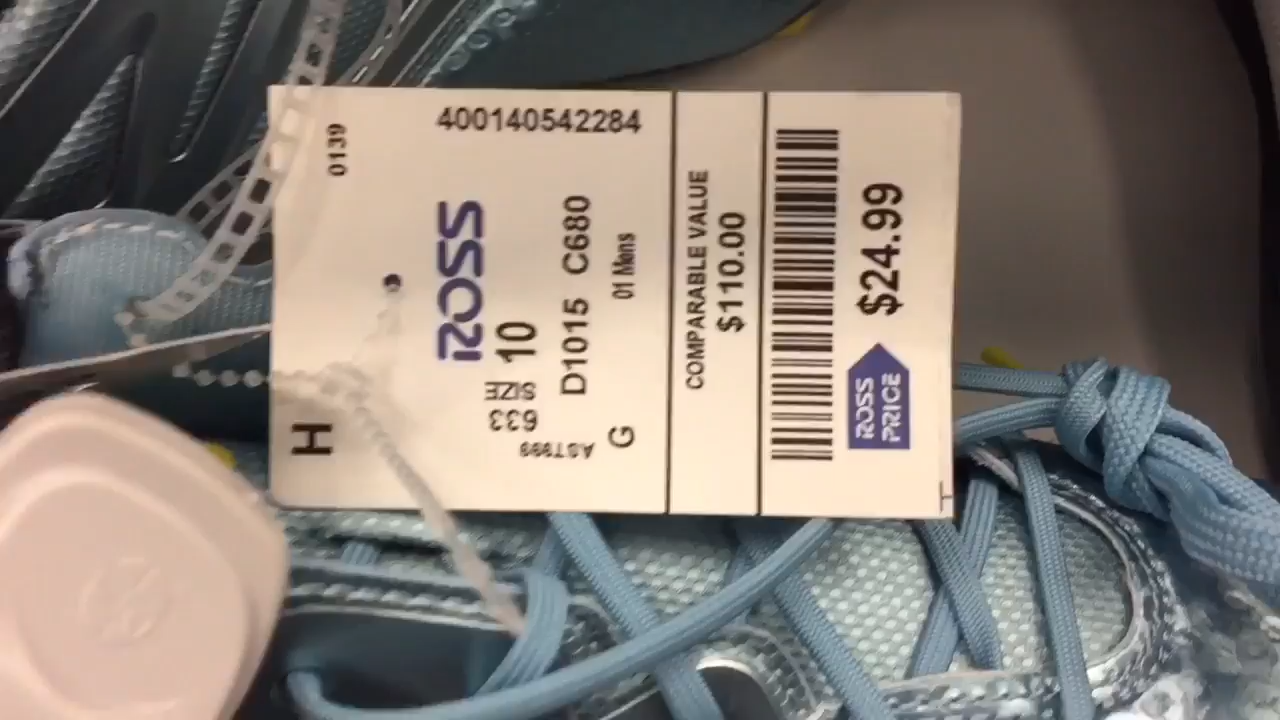 400140542284
0139
ROSS
H
633
SIZE 10
AST999
D1015 C680
G 01 Mens
COMPARABLE VALUE
$110.00
ROSS
PRICE
$24.99